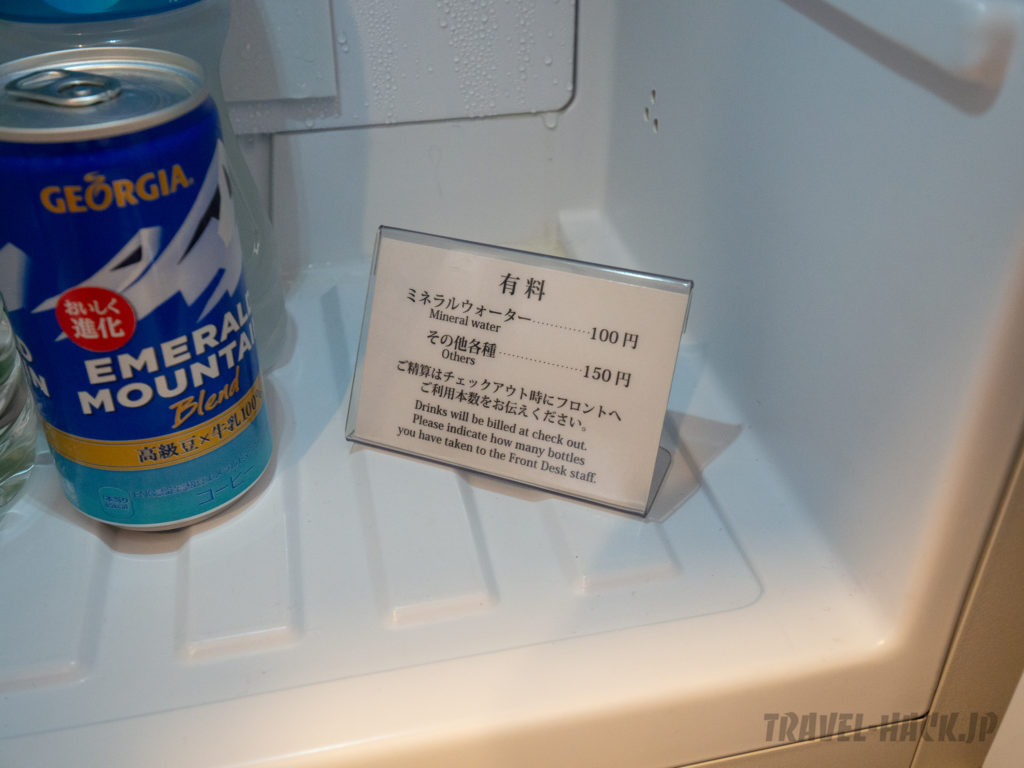 GEORGIA
おいしく
進化
EMERALD
MOUNTAIN
Blend
高級豆×牛乳100%
コーヒー
有料
ミネラルウォーター…………100円
Mineral water
その他各種……………………150円
Others
ご精算はチェックアウト時にフロントへ
ご利用本数をお伝えください。
Drinks will be billed at check out.
Please indicate how many bottles
you have taken to the Front Desk staff.
TRAVEL-HACK.JP